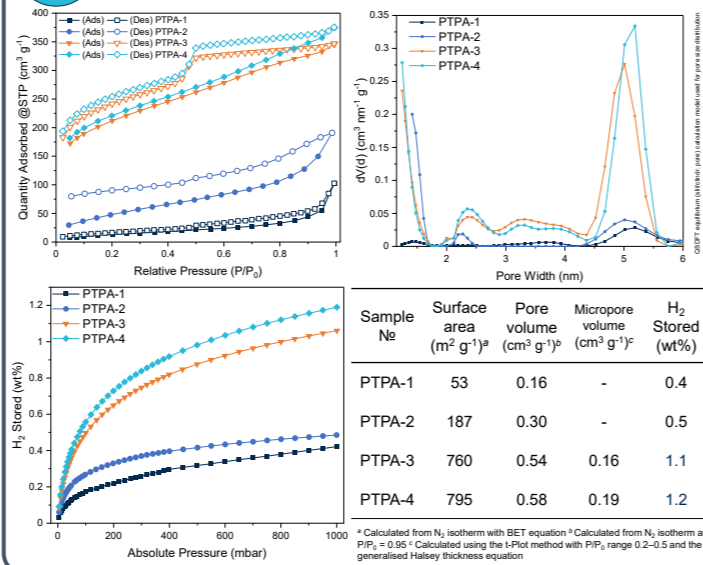 400
350
300
250
200
150
100
50
0
Quantity Adsorbed @STP (cm³ g⁻¹)
(Ads) (Des) PTPA-1
(Ads) (Des) PTPA-2
(Ads) (Des) PTPA-3
(Ads) (Des) PTPA-4
0 0.2 0.4 0.6 0.8 1
Relative Pressure (P/P₀)
0.35
0.3
0.25
0.2
0.15
0.1
0.05
0
dV(d) (cm³ nm⁻¹ g⁻¹)
PTPA-1
PTPA-2
PTPA-3
PTPA-4
2 3 4 5 6
Pore Width (nm)
QSDFT equilibrium (slit/cylindr. pore) calculation model used for pore size distribution
1.2
1
0.8
0.6
0.4
0.2
0
H₂ Stored (wt%)
PTPA-1
PTPA-2
PTPA-3
PTPA-4
0 200 400 600 800 1000
Absolute Pressure (mbar)
Sample № Surface area (m² g⁻¹)ᵃ Pore volume (cm³ g⁻¹)ᵇ Micropore volume (cm³ g⁻¹)ᶜ H₂ Stored (wt%)
PTPA-1 53 0.16 - 0.4
PTPA-2 187 0.30 - 0.5
PTPA-3 760 0.54 0.16 1.1
PTPA-4 795 0.58 0.19 1.2
ᵃ Calculated from N₂ isotherm with BET equation ᵇ Calculated from N₂ isotherm a
P/P₀ = 0.95 ᶜ Calculated using the t-Plot method with P/P₀ range 0.2–0.5 and the
generalised Halsey thickness equation